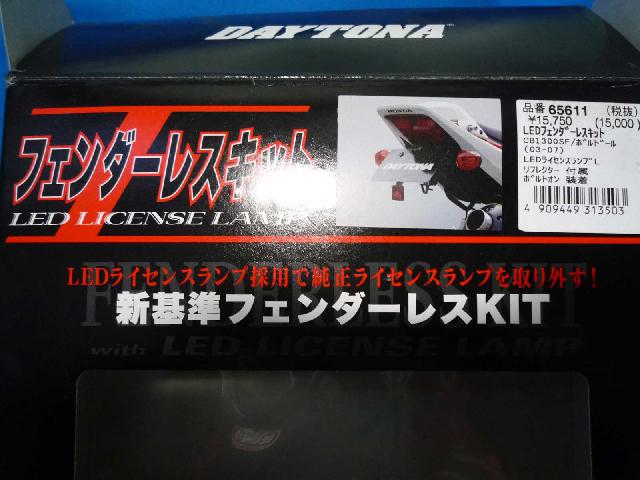 DAYTONA
フェンダーレスキット
LED LICENSE LAMP
HONDA
DAYTONA
品番 65611 (税抜)
¥15,750 (15,000)
LEDフェンダーレスキット
CB1300SF/ボルドール
(03-07)
LEDライセンスランプ
リフレクター 付属
ボルトオン 装着
4 909449 313503
LEDライセンスランプ採用で純正ライセンスランプを取り外す!
FENDERLESS KIT
新基準フェンダーレスKIT
with LED LICENSE LAMP